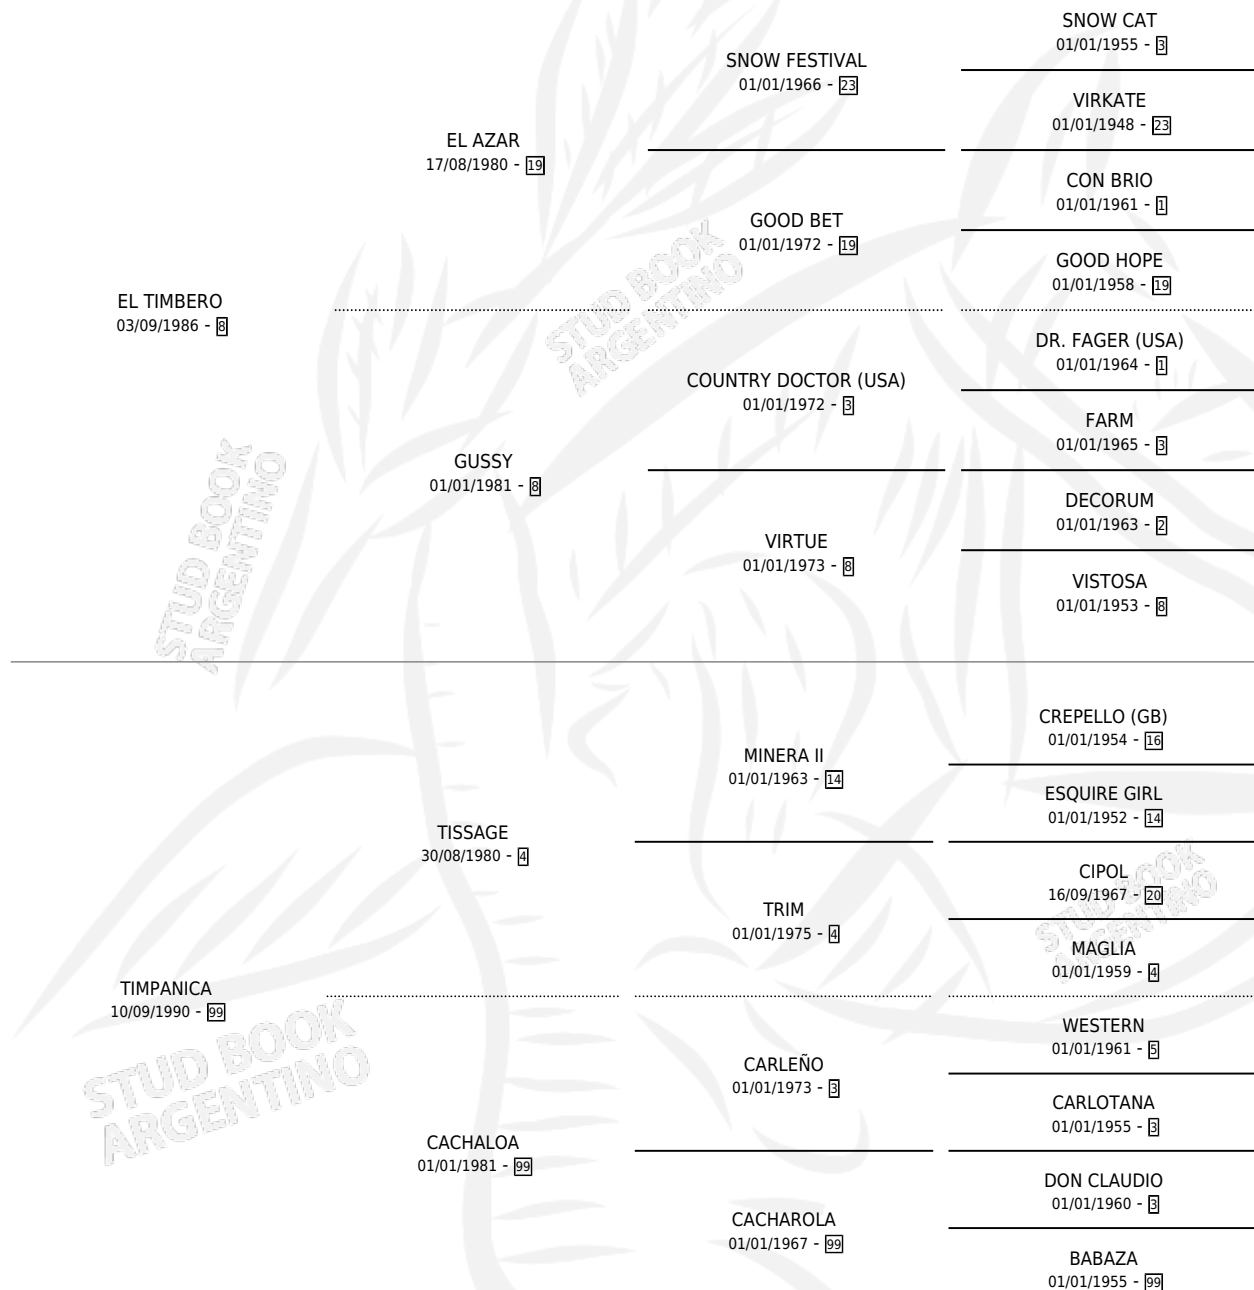 SNOW CAT
01/01/1955 - 3
SNOW FESTIVAL
01/01/1966 - 23
VIRKATE
01/01/1948 - 23
EL AZAR
17/08/1980 - 19
CON BRIO
01/01/1961 - 1
GOOD BET
01/01/1972 - 19
GOOD HOPE
01/01/1958 - 19
EL TIMBERO
03/09/1986 - 8
DR. FAGER (USA)
01/01/1964 - 1
COUNTRY DOCTOR (USA)
01/01/1972 - 3
FARM
01/01/1965 - 3
GUSSY
01/01/1981 - 8
DECORUM
01/01/1963 - 2
VIRTUE
01/01/1973 - 8
VISTOSA
01/01/1953 - 8
CREPELLO (GB)
01/01/1954 - 16
MINERA II
01/01/1963 - 14
ESQUIRE GIRL
01/01/1952 - 14
TISSAGE
30/08/1980 - 4
CIPOL
16/09/1967 - 20
TRIM
01/01/1975 - 4
MAGLIA
01/01/1959 - 4
TIMPANICA
10/09/1990 - 99
WESTERN
01/01/1961 - 5
CARLEÑO
01/01/1973 - 3
CARLOTANA
01/01/1955 - 3
CACHALOA
01/01/1981 - 99
DON CLAUDIO
01/01/1960 - 3
CACHAROLA
01/01/1967 - 99
BABAZA
01/01/1955 - 99
STUD BOOK
ARGENTINO
STUD BOOK
ARGENTINO
STUD BOOK
ARGENTINO
STUD BOOK
ARGENTINO